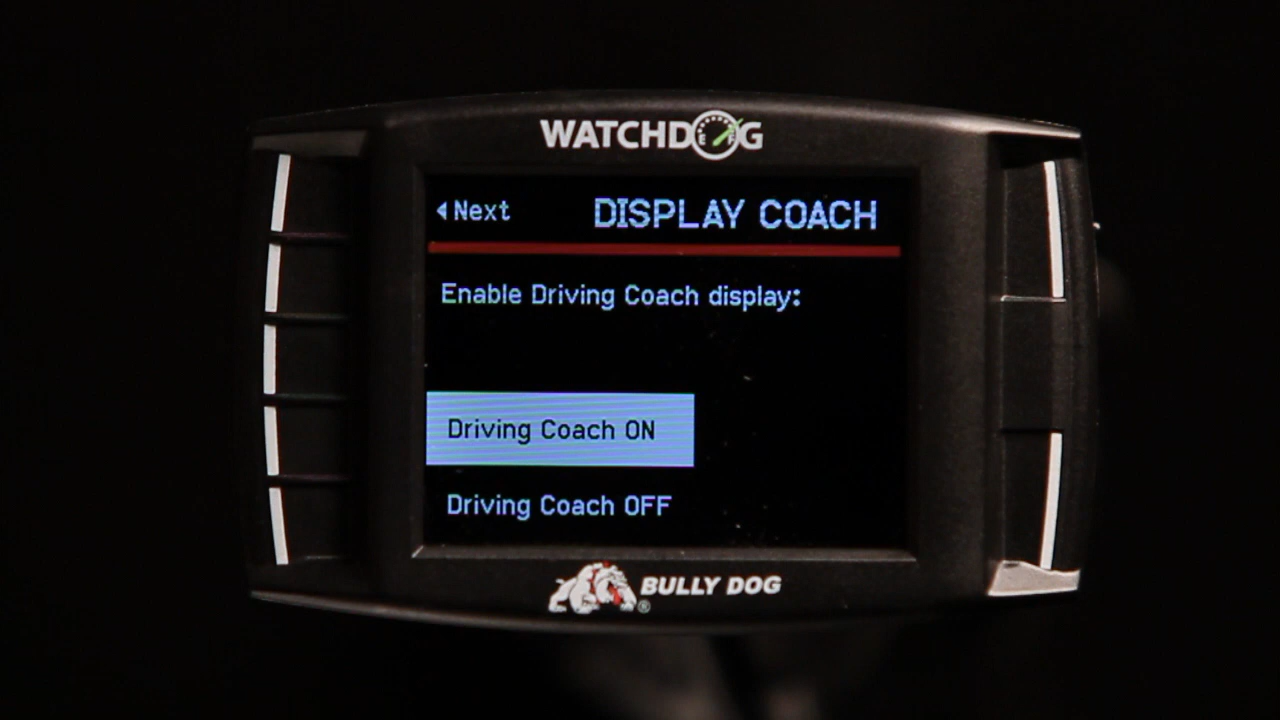 WATCHDOG
Next
DISPLAY COACH
Enable Driving Coach display:
Driving Coach ON
Driving Coach OFF
BULLY DOG
®